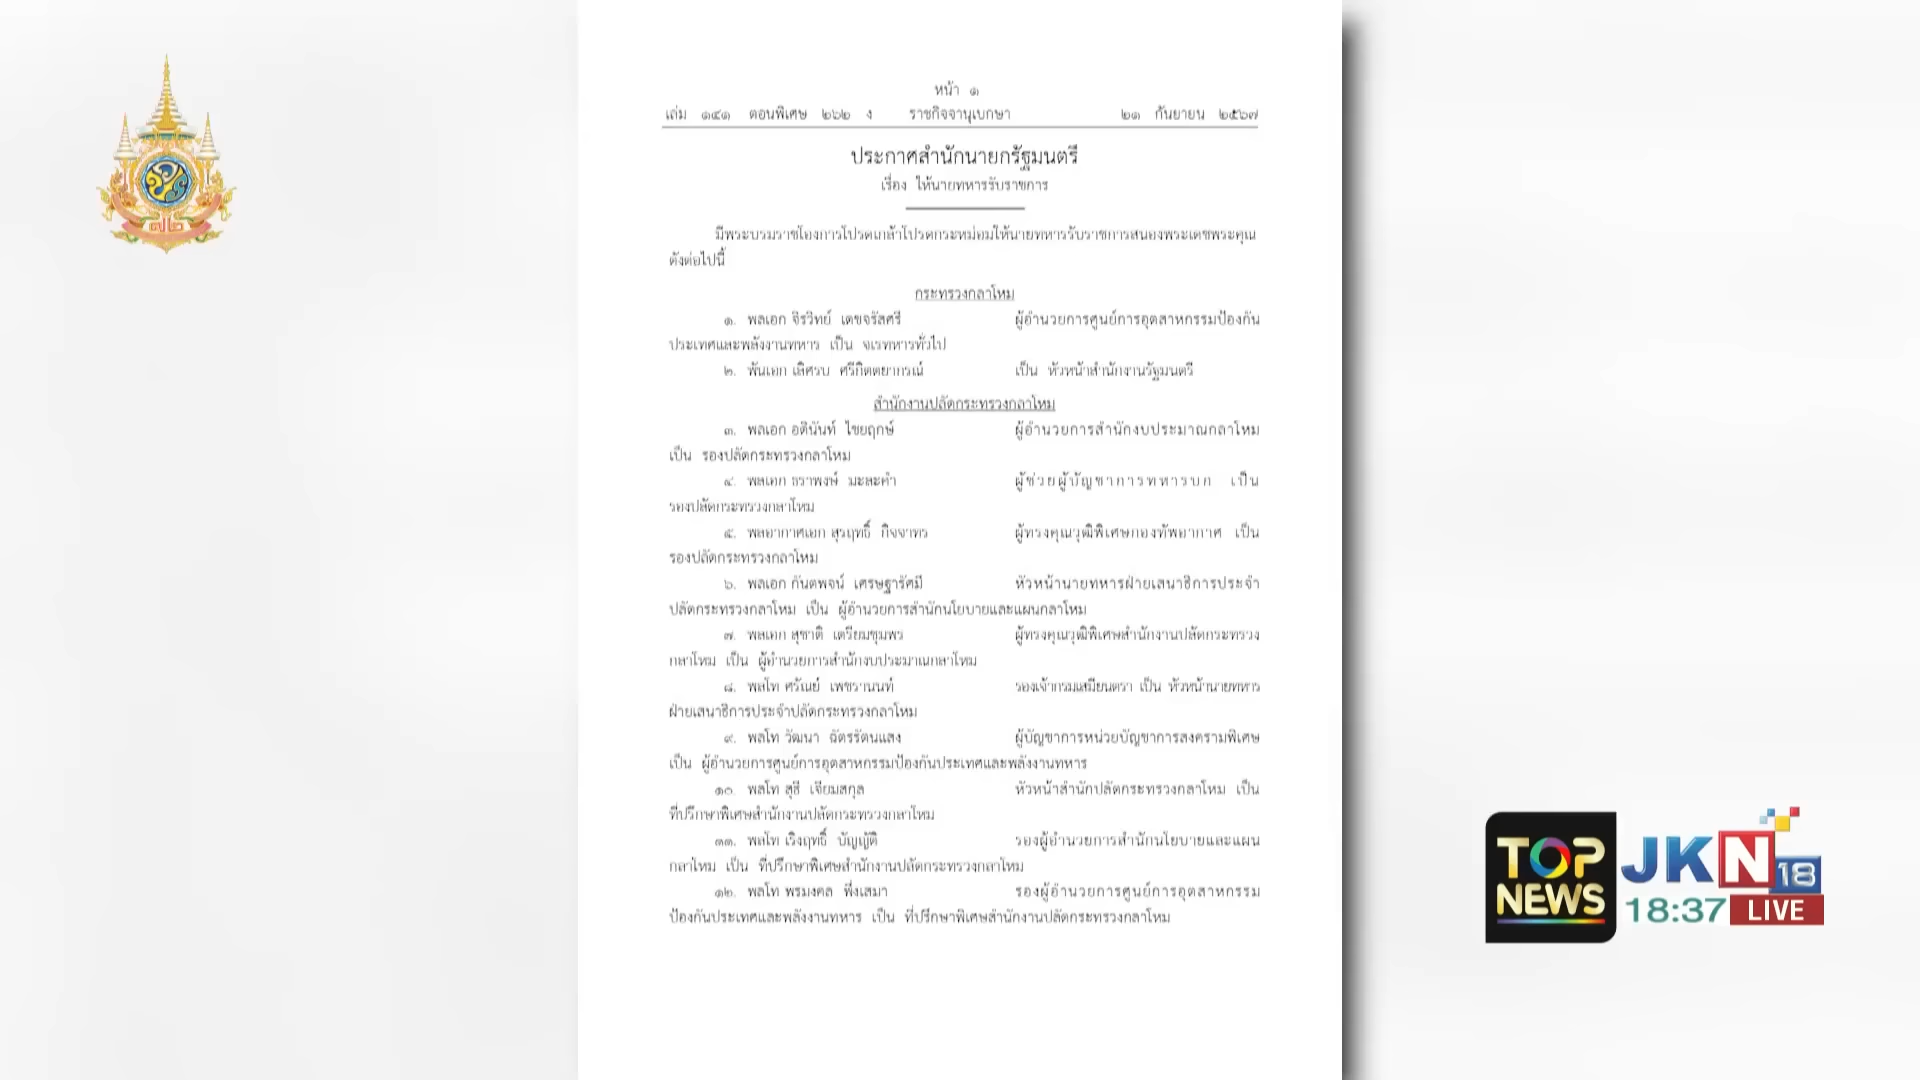 หน้า ๑
เล่ม ๑๔๑ ตอนพิเศษ ๒๖๒ ง ราชกิจจานุเบกษา ๒๑ กันยายน ๒๕๖๗
ประกาศสำนักนายกรัฐมนตรี
เรื่อง ให้นายทหารรับราชการ
มีพระบรมราชโองการโปรดเกล้าโปรดกระหม่อมให้นายทหารรับราชการสนองพระเดชพระคุณ
ดังต่อไปนี้
กระทรวงกลาโหม
๑. พลเอก จิรวิทย์ เดชจรัสศรี ผู้อำนวยการศูนย์การอุตสาหกรรมป้องกัน
ประเทศและพลังงานทหาร เป็น จเรทหารทั่วไป
๒. พันเอก เลิศรบ ศรีกิตตยากรณ์ เป็น หัวหน้าสำนักงานรัฐมนตรี
สำนักงานปลัดกระทรวงกลาโหม
๓. พลเอก อดินันท์ ไชยฤกษ์ ผู้อำนวยการสำนักงบประมาณกลาโหม
เป็น รองปลัดกระทรวงกลาโหม
๔. พลเอก ธราพงษ์ มะละคำ ผู้ช่วยผู้บัญชาการทหารบก เป็น
รองปลัดกระทรวงกลาโหม
๕. พลอากาศเอก สุรฤทธิ์ กิจจาทร ผู้ทรงคุณวุฒิพิเศษกองทัพอากาศ เป็น
รองปลัดกระทรวงกลาโหม
๖. พลเอก กันตพจน์ เศรษฐารัศมี หัวหน้านายทหารฝ่ายเสนาธิการประจำ
ปลัดกระทรวงกลาโหม เป็น ผู้อำนวยการสำนักนโยบายและแผนกลาโหม
๗. พลเอก สุชาติ เตรียมชุมพร ผู้ทรงคุณวุฒิพิเศษสำนักงานปลัดกระทรวง
กลาโหม เป็น ผู้อำนวยการสำนักงบประมาณกลาโหม
๘. พลโท ศรัณย์ เพชรานนท์ รองเจ้ากรมเสมียนตรา เป็น หัวหน้านายทหาร
ฝ่ายเสนาธิการประจำปลัดกระทรวงกลาโหม
๙. พลโท วัฒนา ฉัตรรัตนแสง ผู้บัญชาการหน่วยบัญชาการสงครามพิเศษ
เป็น ผู้อำนวยการศูนย์การอุตสาหกรรมป้องกันประเทศและพลังงานทหาร
๑๐. พลโท สุธี เจียมสกุล หัวหน้าสำนักปลัดกระทรวงกลาโหม เป็น
ที่ปรึกษาพิเศษสำนักงานปลัดกระทรวงกลาโหม
๑๑. พลโท เริงฤทธิ์ บัญญัติ รองผู้อำนวยการสำนักนโยบายและแผน
กลาโหม เป็น ที่ปรึกษาพิเศษสำนักงานปลัดกระทรวงกลาโหม
๑๒. พลโท พรมงคล พึ่งเสมา รองผู้อำนวยการศูนย์การอุตสาหกรรม
ป้องกันประเทศและพลังงานทหาร เป็น ที่ปรึกษาพิเศษสำนักงานปลัดกระทรวงกลาโหม
๗๒
TOP
NEWS
JKN
18
18:37
LIVE